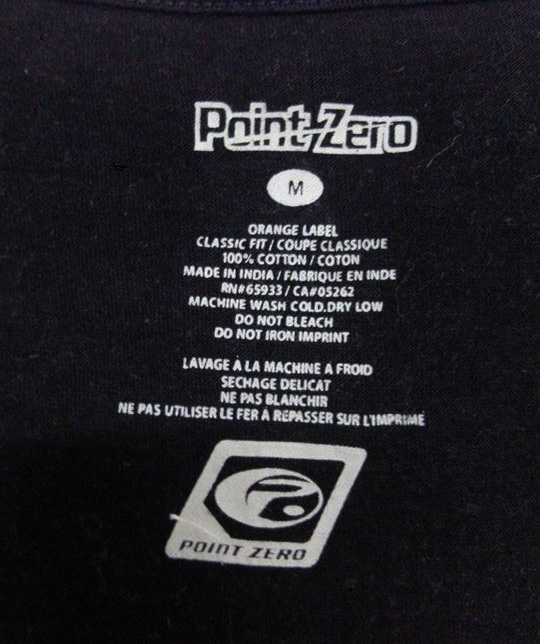 Point Zero
M
ORANGE LABEL
CLASSIC FIT / COUPE CLASSIQUE
100% COTTON / COTON
MADE IN INDIA / FABRIQUE EN INDE
RN#65933 / CA#05262
MACHINE WASH COLD.DRY LOW
DO NOT BLEACH
DO NOT IRON IMPRINT
LAVAGE À LA MACHINE A FROID
SECHAGE DELICAT
NE PAS BLANCHIR
NE PAS UTILISER LE FER À REPASSER SUR L'IMPRIME
POINT ZERO